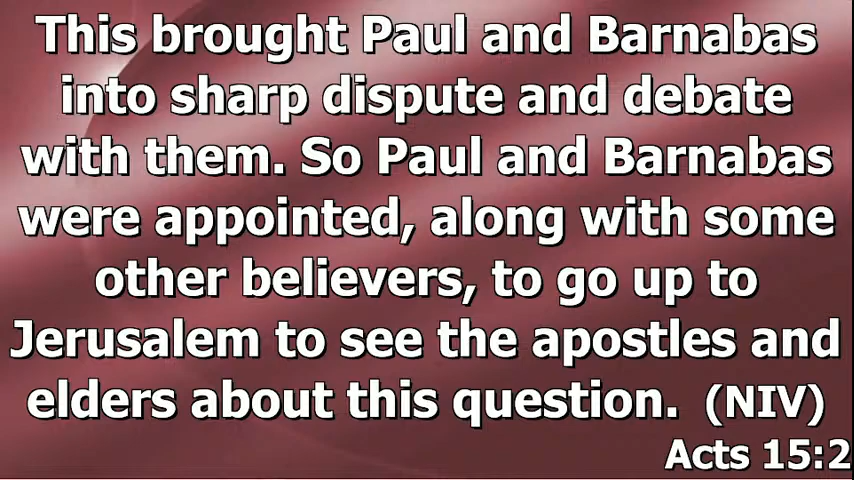 This brought Paul and Barnabas
into sharp dispute and debate
with them. So Paul and Barnabas
were appointed, along with some
other believers, to go up to
Jerusalem to see the apostles and
elders about this question. (NIV)
Acts 15:2